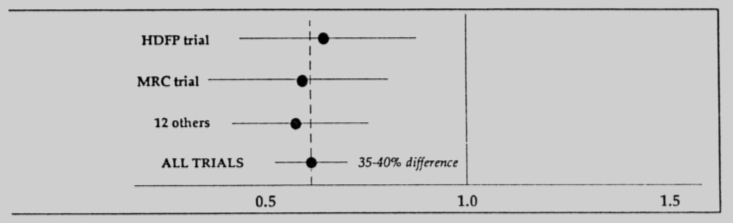 HDFP trial
MRC trial
12 others
ALL TRIALS 35-40% difference
0.5 1.0 1.5